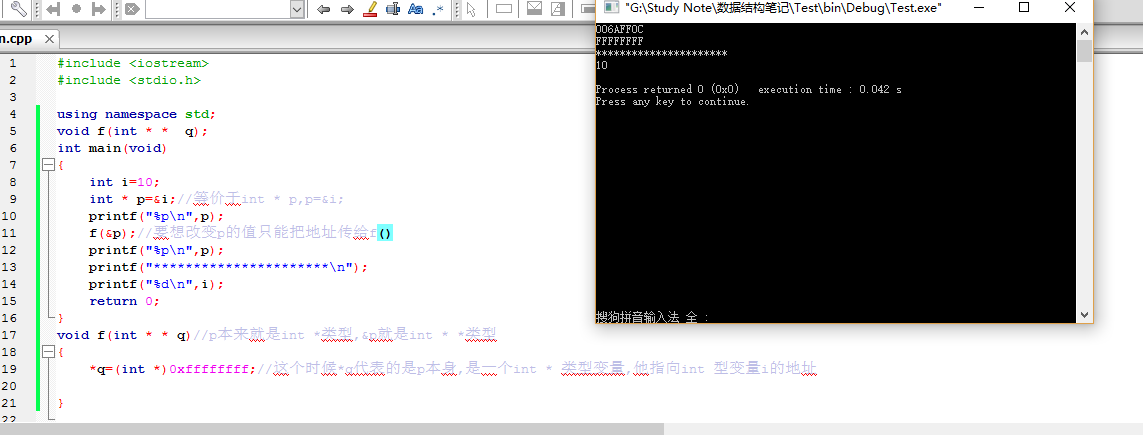 n.cpp
1 #include <iostream>
2 #include <stdio.h>
3
4 using namespace std;
5 void f(int * * q);
6 int main(void)
7 {
8 int i=10;
9 int * p=&i;//等价于int * p,p=&i;
10 printf("%p\n",p);
11 f(&p);//要想改变p的值只能把地址传给f()
12 printf("%p\n",p);
13 printf("**********************\n");
14 printf("%d\n",i);
15 return 0;
16 }
17 void f(int * * q)//p本来就是int *类型,&p就是int * *类型
18 {
19 *q=(int *)0xffffffff;//这个时候*q代表的是p本身,是一个int * 类型变量,他指向int 型变量i的地址
20
21 }
22
"G:\Study Note\数据结构笔记\Test\bin\Debug\Test.exe"
006AFF0C
FFFFFFFF
**********************
10
Process returned 0 (0x0) execution time : 0.042 s
Press any key to continue.
搜狗拼音输入法 全 :